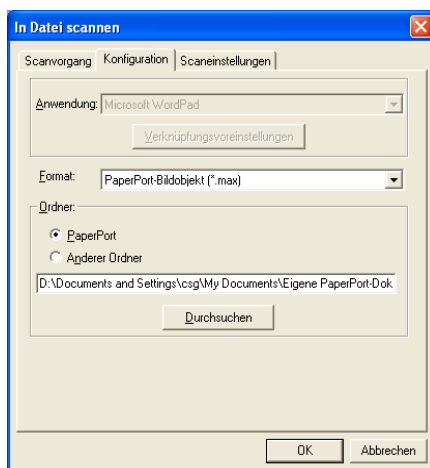 In Datei scannen
Scanvorgang Konfiguration Scaneinstellungen
Anwendung: Microsoft WordPad
Verknüpfungsvoreinstellungen
Format: PaperPort-Bildobjekt (*.max)
Ordner:
PaperPort
Anderer Ordner
D:\Documents and Settings\csg\My Documents\Eigene PaperPort-Dok
Durchsuchen
OK Abbrechen